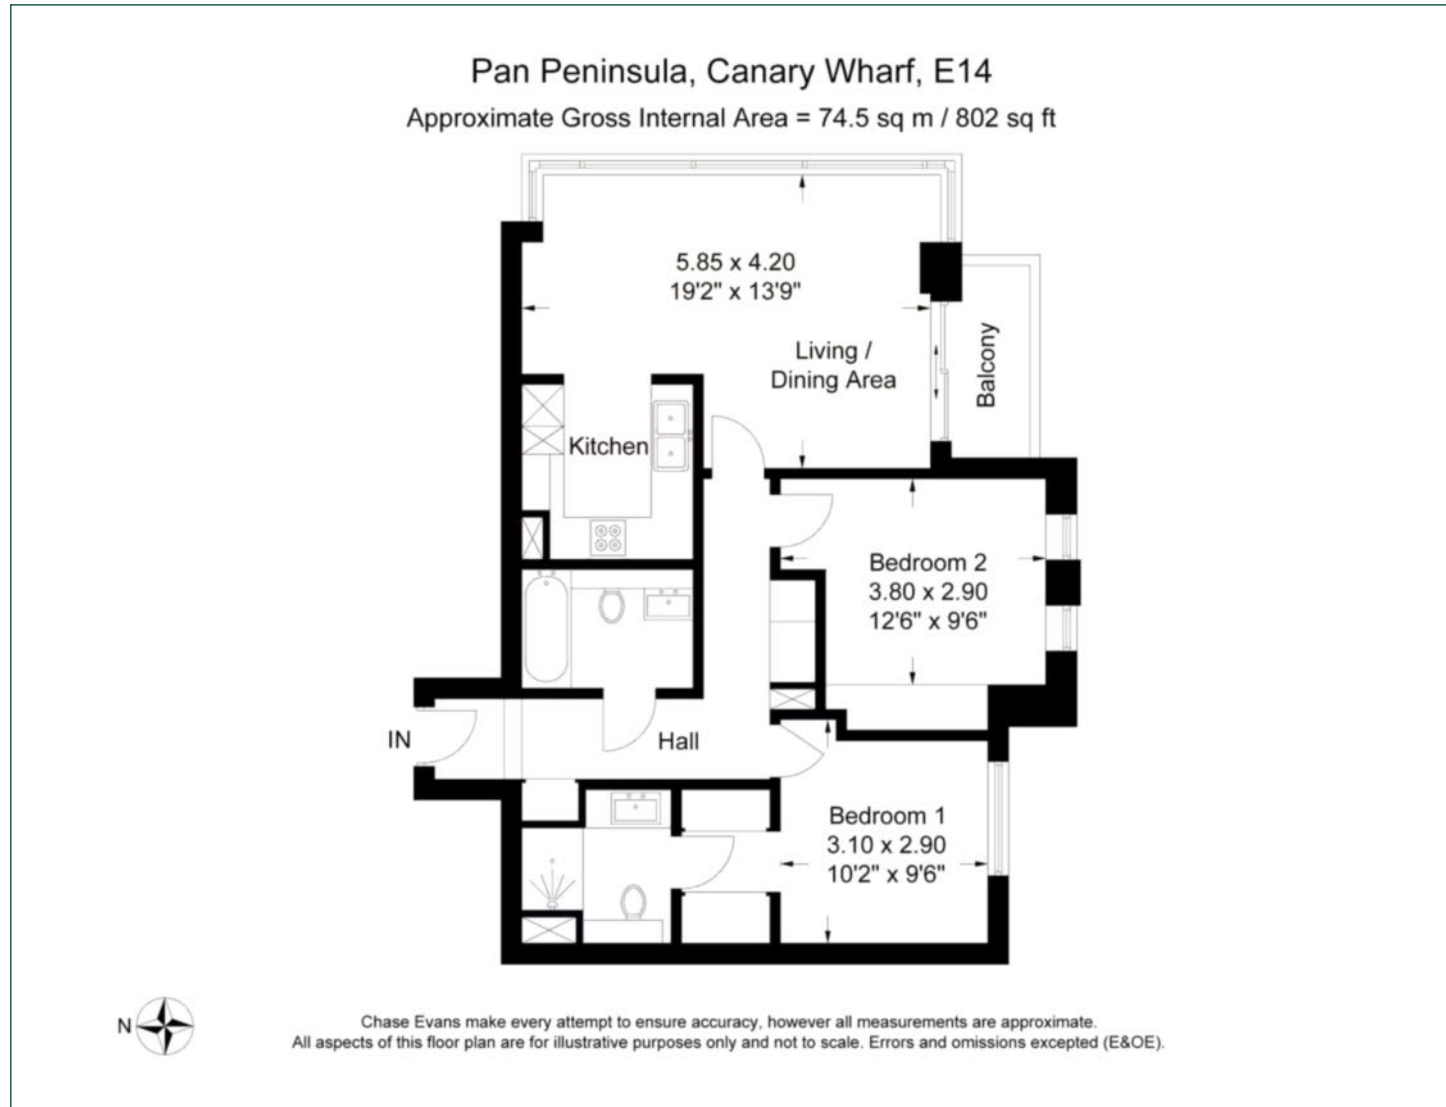 Pan Peninsula, Canary Wharf, E14
Approximate Gross Internal Area = 74.5 sq m / 802 sq ft
5.85 x 4.20
19'2" x 13'9"
Living /
Dining Area
Balcony
Kitchen
Bedroom 2
3.80 x 2.90
12'6" x 9'6"
IN
Hall
Bedroom 1
3.10 x 2.90
10'2" x 9'6"
N
Chase Evans make every attempt to ensure accuracy, however all measurements are approximate.
All aspects of this floor plan are for illustrative purposes only and not to scale. Errors and omissions excepted (E&OE).